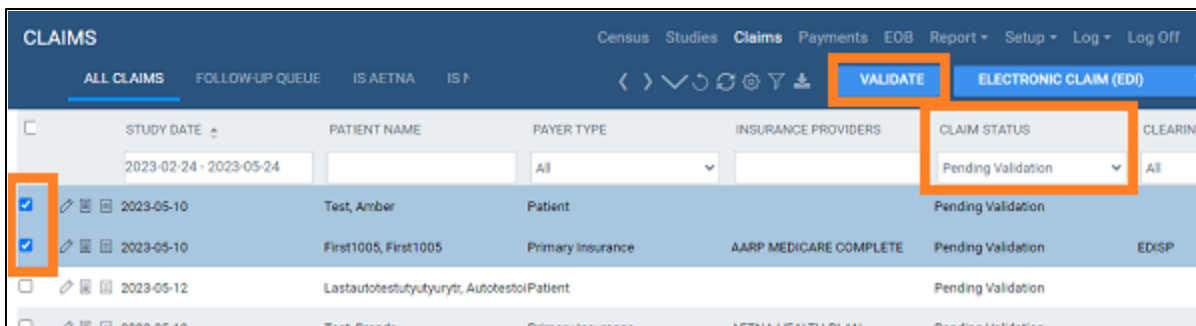 CLAIMS
Census Studies Claims Payments EOB Report Setup Log Log Off
ALL CLAIMS FOLLOW-UP QUEUE IS AETNA VALIDATE ELECTRONIC CLAIM (EDI)
STUDY DATE PATIENT NAME PAYER TYPE INSURANCE PROVIDERS CLAIM STATUS CLEARIN
2023-02-24 - 2023-05-24 All Pending Validation All
2023-05-10 Test, Amber Patient Pending Validation
2023-05-10 First1005, First1005 Primary Insurance AARP MEDICARE COMPLETE Pending Validation EDISP
2023-05-12 Patient Pending Validation